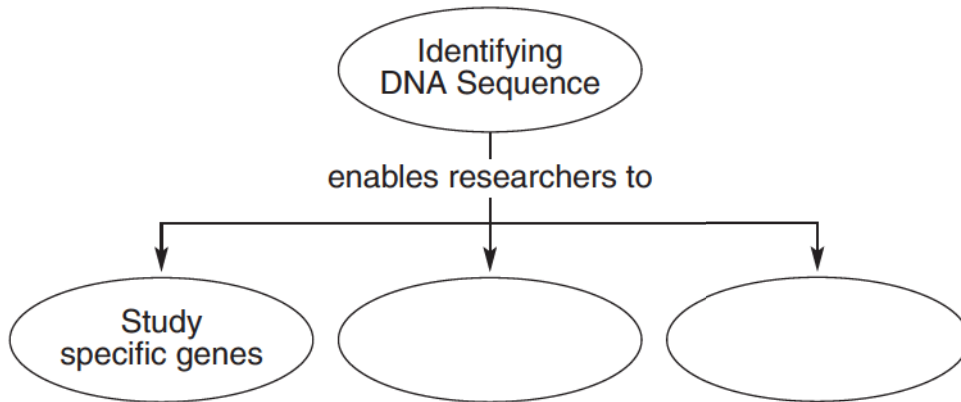 Identifying
DNA Sequence
enables researchers to
Study
specific genes